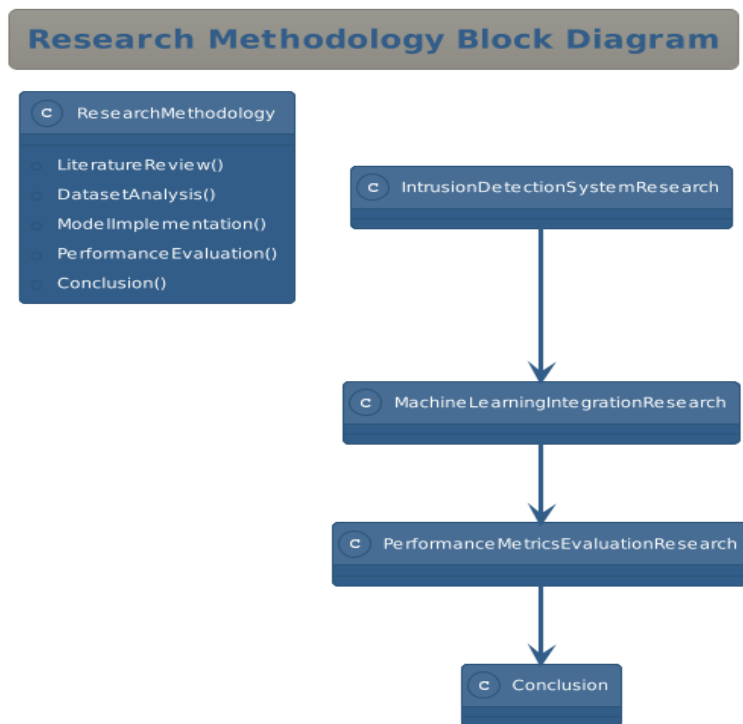 Research Methodology Block Diagram
C ResearchMethodology
LiteratureReview()
DatasetAnalysis()
ModelImplementation()
PerformanceEvaluation()
Conclusion()
C IntrusionDetectionSystemResearch
C MachineLearningIntegrationResearch
C PerformanceMetricsEvaluationResearch
C Conclusion